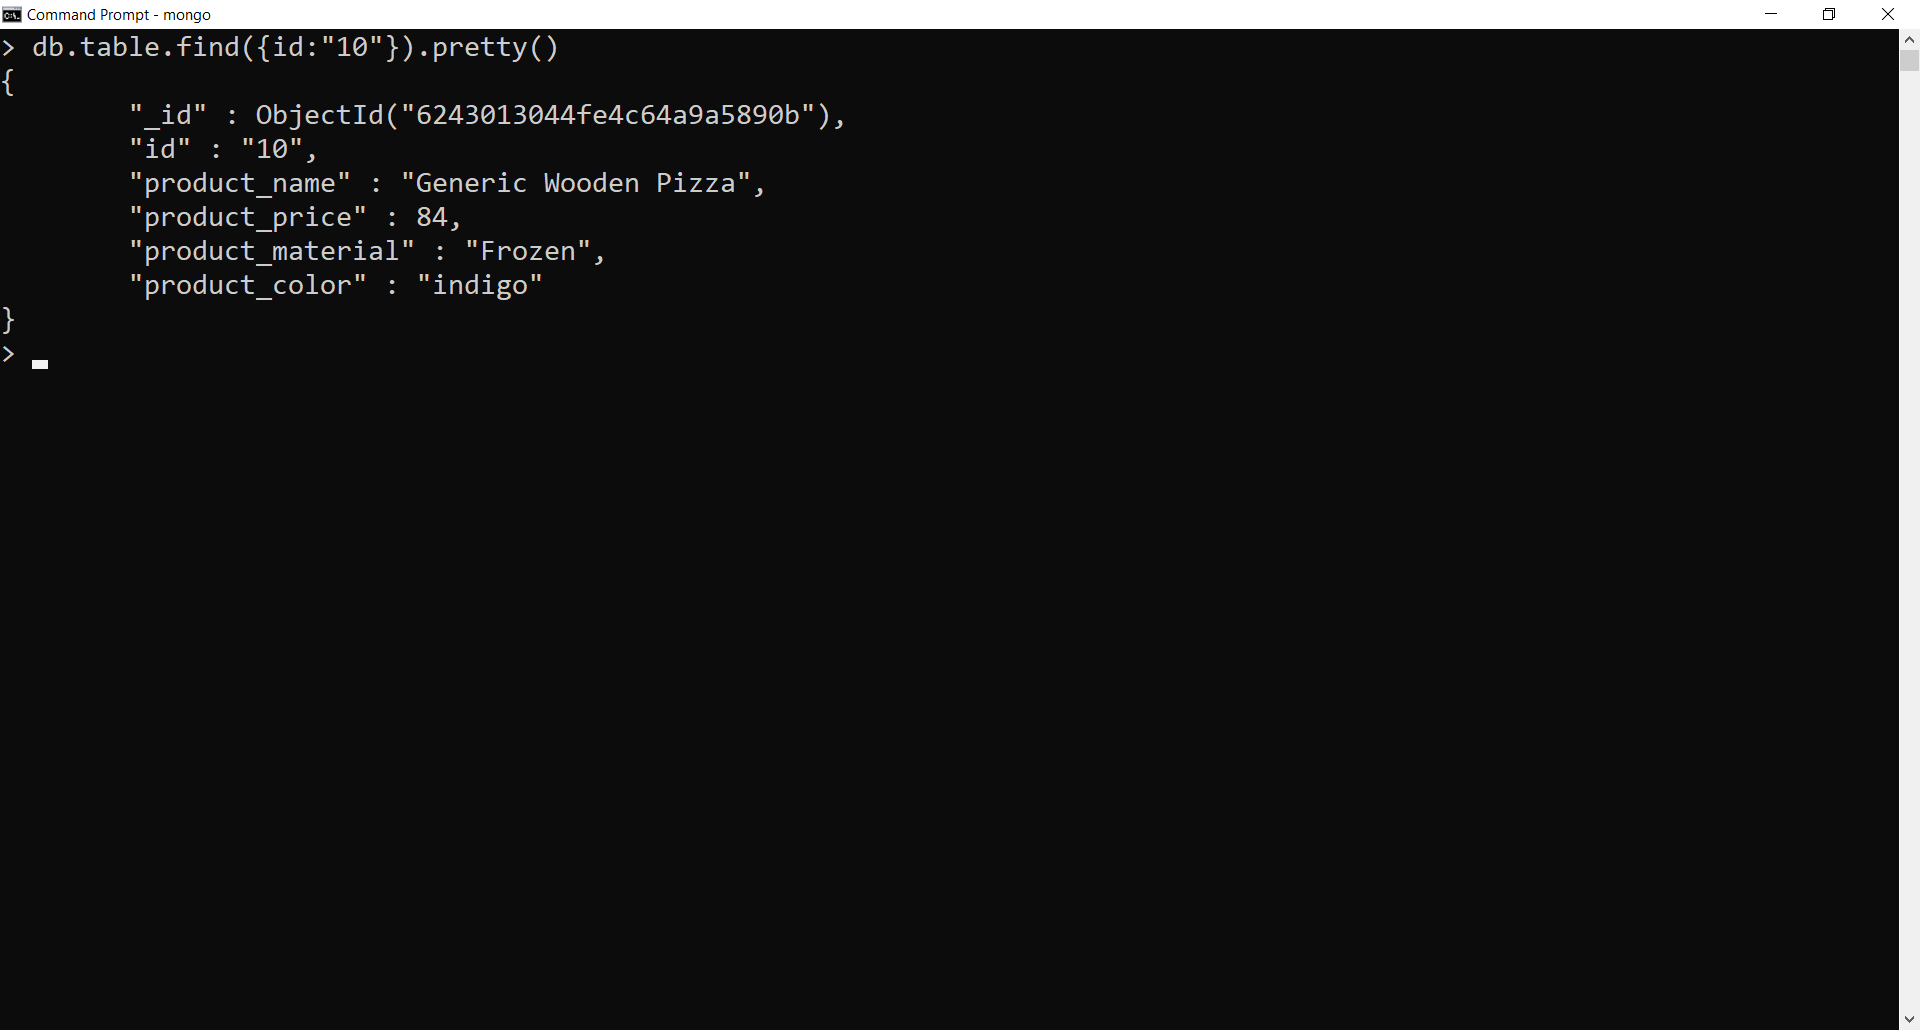 Command Prompt - mongo
> db.table.find({id:"10"}).pretty()
{
        "_id" : ObjectId("6243013044fe4c64a9a5890b"),
        "id" : "10",
        "product_name" : "Generic Wooden Pizza",
        "product_price" : 84,
        "product_material" : "Frozen",
        "product_color" : "indigo"
}
>